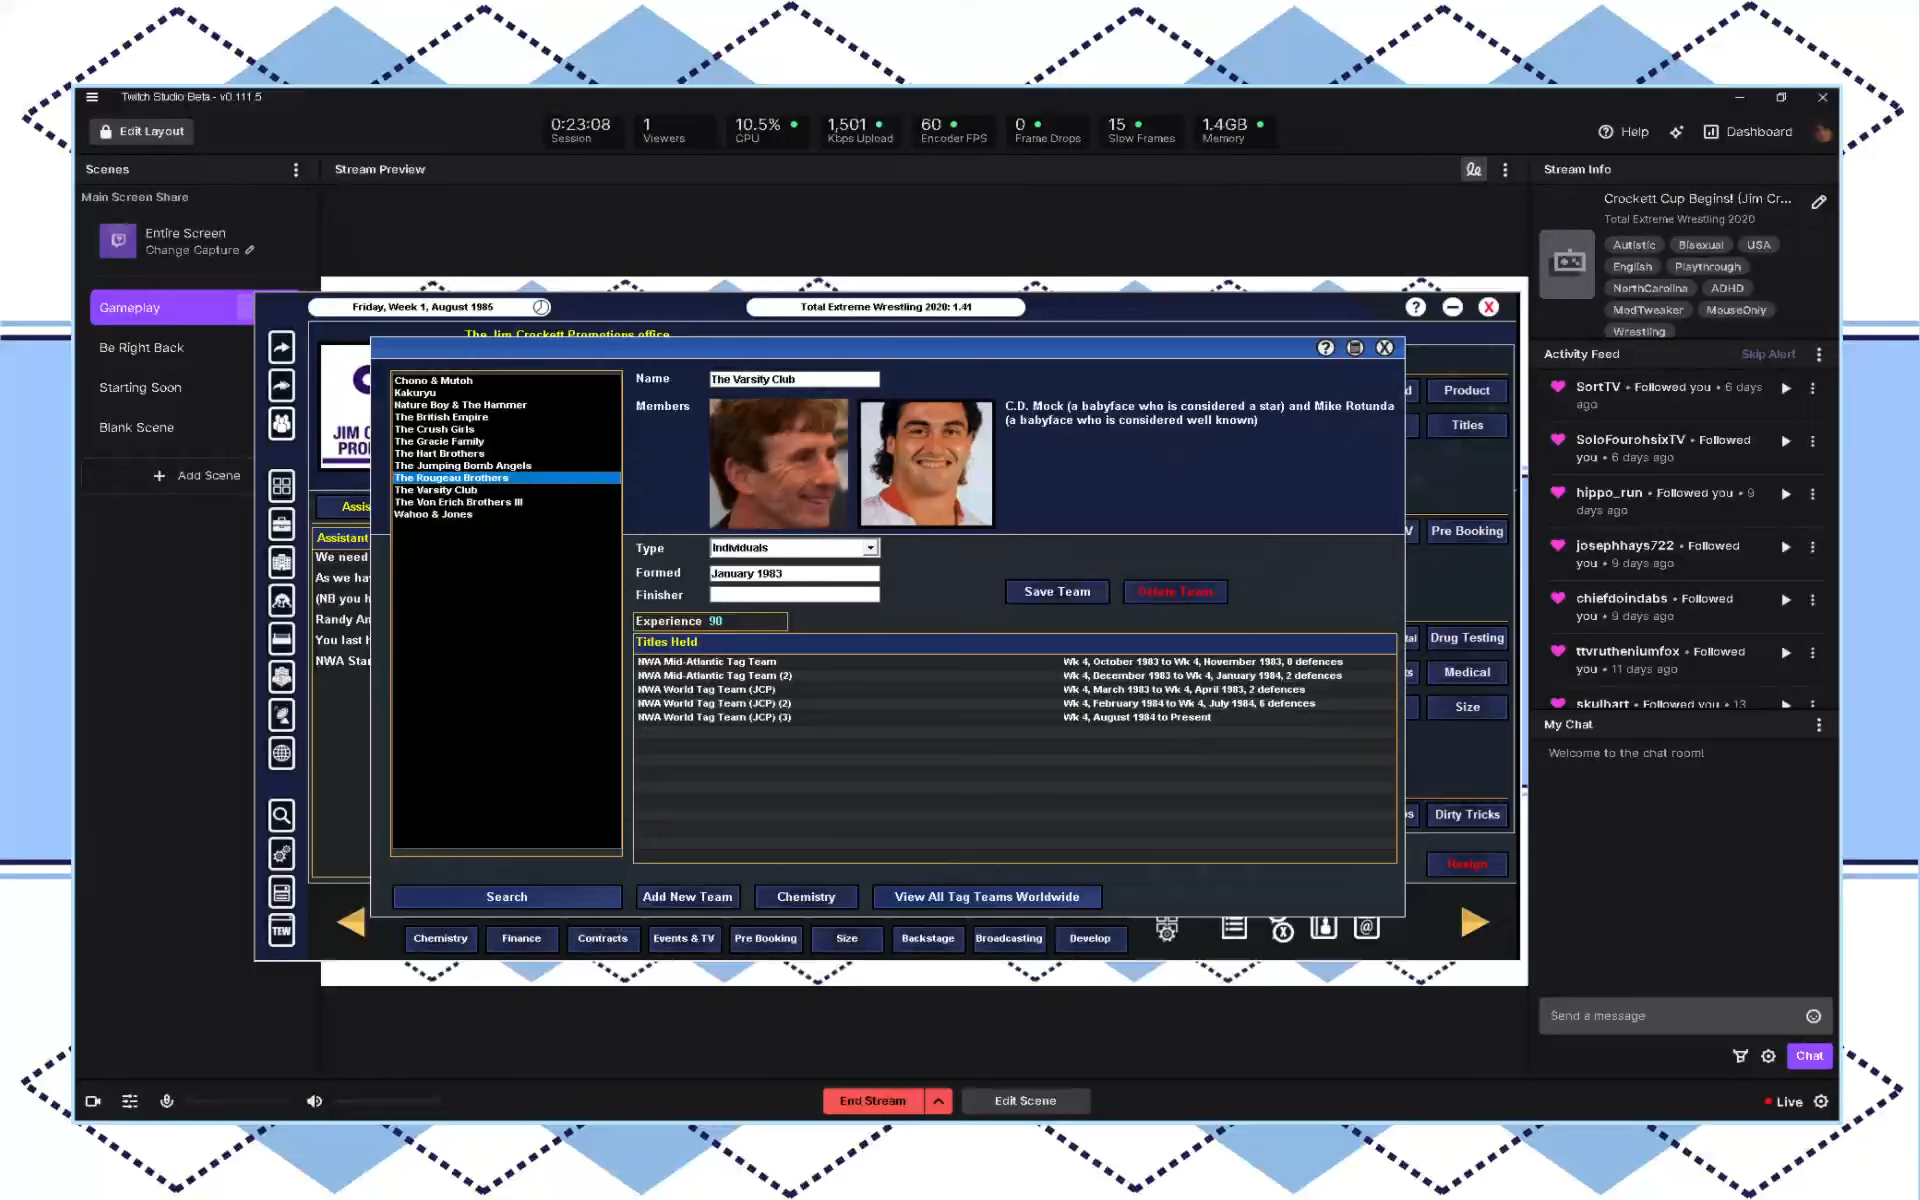 Twitch Studio Beta - v0.111.5
Edit Layout
0:23:08
Session
1
Viewers
10.5%
CPU
1,501
Kbps Upload
60
Encoder FPS
0
Frame Drops
15
Slow Frames
1.4GB
Memory
Help
Dashboard
Scenes
Stream Preview
Stream Info
Main Screen Share
Entire Screen
Change Capture
Gameplay
Be Right Back
Starting Soon
Blank Scene
Add Scene
Crockett Cup Begins! (Jim Cr...
Total Extreme Wrestling 2020
Autistic
Bisexual
USA
English
Playthrough
NorthCarolina
ADHD
ModTweaker
MouseOnly
Wrestling
Activity Feed
Skip Alert
SortTV • Followed you • 6 days
ago
SoloFourohsixTV • Followed
you • 6 days ago
hippo_run • Followed you • 9
days ago
josephhays722 • Followed
you • 9 days ago
chiefdoindabs • Followed
you • 9 days ago
ttvrutheniumfox • Followed
you • 11 days ago
skulhart • Followed you • 13
My Chat
Welcome to the chat room!
Send a message
Chat
Friday, Week 1, August 1985
Total Extreme Wrestling 2020: 1.41
The Jim Crockett Promotions office
JIM C
PRO
Assis
Assistant
We need
As we ha
(NB you h
Randy An
You last h
NWA Star
TEW
Chono & Mutoh
Kakuryu
Nature Boy & The Hammer
The British Empire
The Crush Girls
The Gracie Family
The Hart Brothers
The Jumping Bomb Angels
The Rougeau Brothers
The Varsity Club
The Von Erich Brothers III
Wahoo & Jones
Name
The Varsity Club
Members
C.D. Mock (a babyface who is considered a star) and Mike Rotunda
(a babyface who is considered well known)
Type
Individuals
Formed
January 1983
Finisher
Save Team
Delete Team
Experience 90
Titles Held
NWA Mid-Atlantic Tag Team Wk 4, October 1983 to Wk 4, November 1983, 0 defences
NWA Mid-Atlantic Tag Team (2) Wk 4, December 1983 to Wk 4, January 1984, 2 defences
NWA World Tag Team (JCP) Wk 4, March 1983 to Wk 4, April 1983, 2 defences
NWA World Tag Team (JCP) (2) Wk 4, February 1984 to Wk 4, July 1984, 6 defences
NWA World Tag Team (JCP) (3) Wk 4, August 1984 to Present
Search
Add New Team
Chemistry
View All Tag Teams Worldwide
Product
Titles
Pre Booking
Drug Testing
Medical
Size
Dirty Tricks
Resign
Chemistry
Finance
Contracts
Events & TV
Pre Booking
Size
Backstage
Broadcasting
Develop
End Stream
Edit Scene
Live